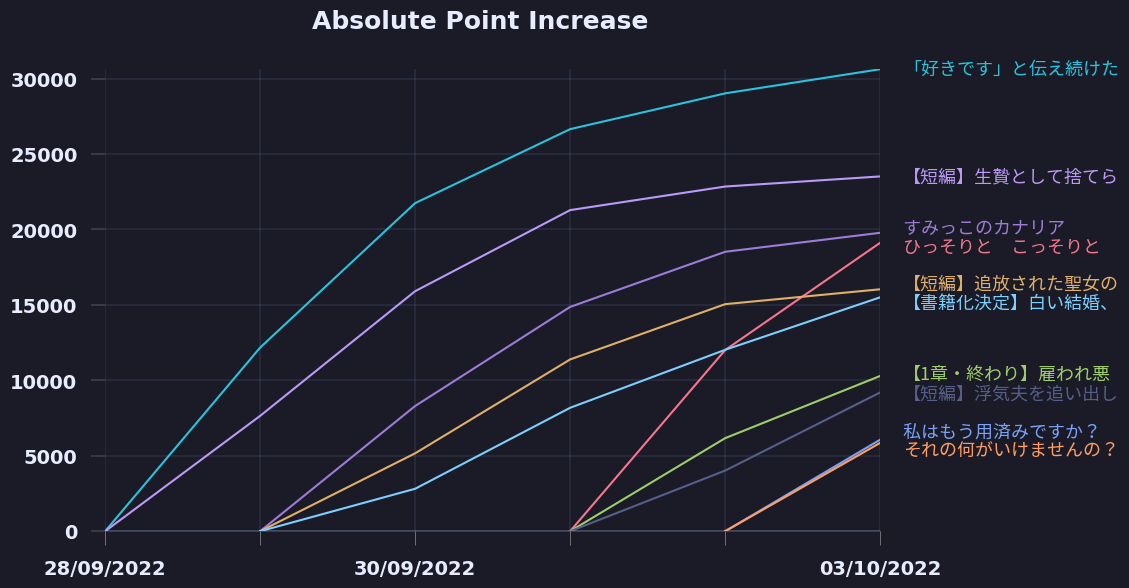 Absolute Point Increase
30000
25000
20000
15000
10000
5000
0
28/09/2022
30/09/2022
03/10/2022
「好きです」と伝え続けた
【短編】生贄として捨てら
すみっこのカナリア
ひっそりと　こっそりと
【短編】追放された聖女の
【書籍化決定】白い結婚、
【1章・終わり】雇われ悪
【短編】浮気夫を追い出し
私はもう用済みですか？
それの何がいけませんの？